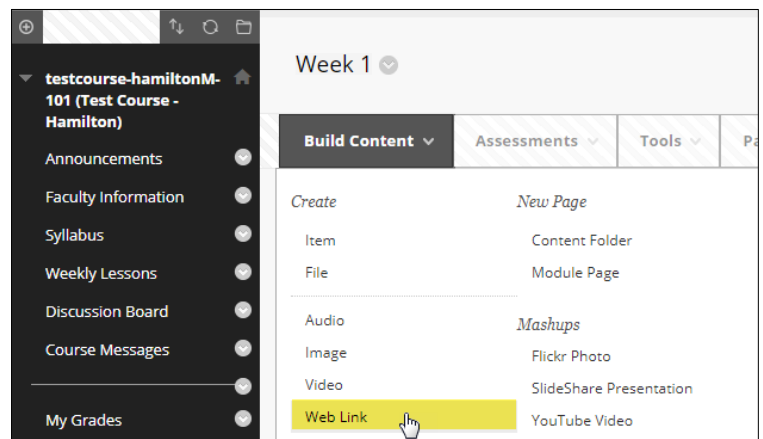 testcourse-hamiltonM-
101 (Test Course -
Hamilton)
Announcements
Faculty Information
Syllabus
Weekly Lessons
Discussion Board
Course Messages
My Grades
Week 1
Build Content
Assessments
Tools
Pa
Create
Item
File
Audio
Image
Video
Web Link
New Page
Content Folder
Module Page
Mashups
Flickr Photo
SlideShare Presentation
YouTube Video